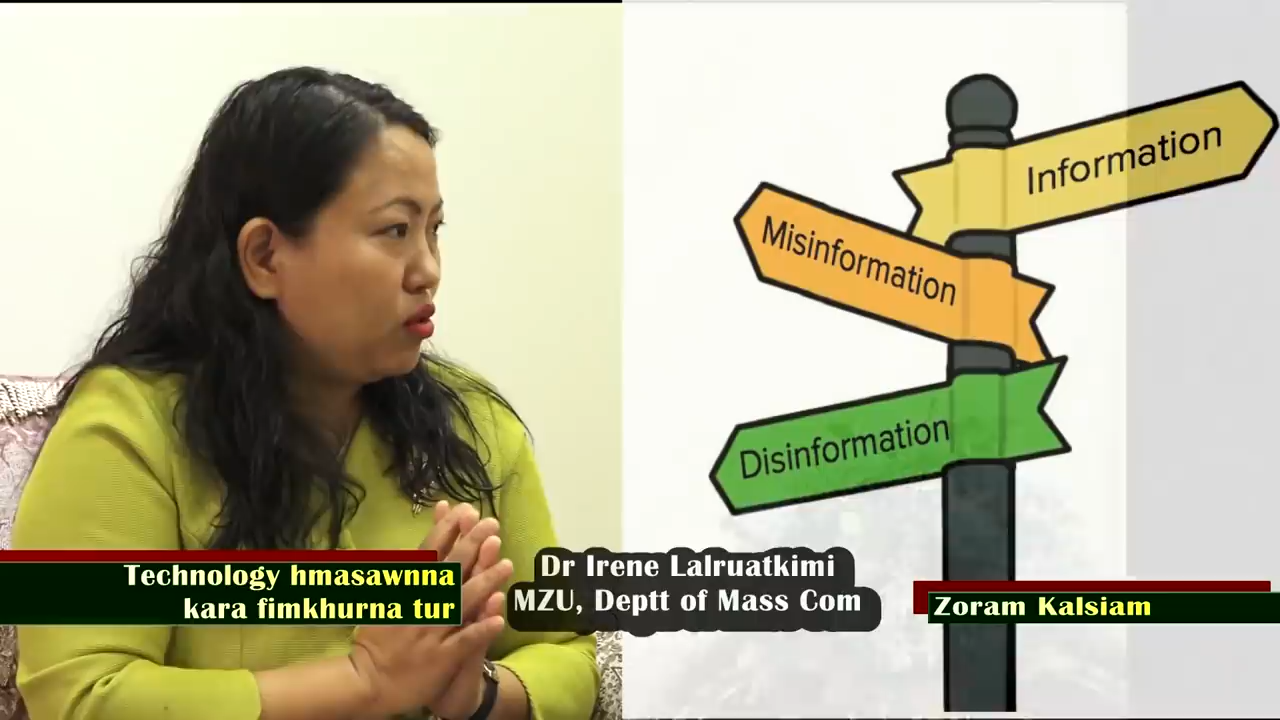 Information
Misinformation
Disinformation
Technology hmasawnna
kara fimkhurna tur
Dr Irene Lalruatkimi
MZU, Deptt of Mass Com
Zoram Kalsiam